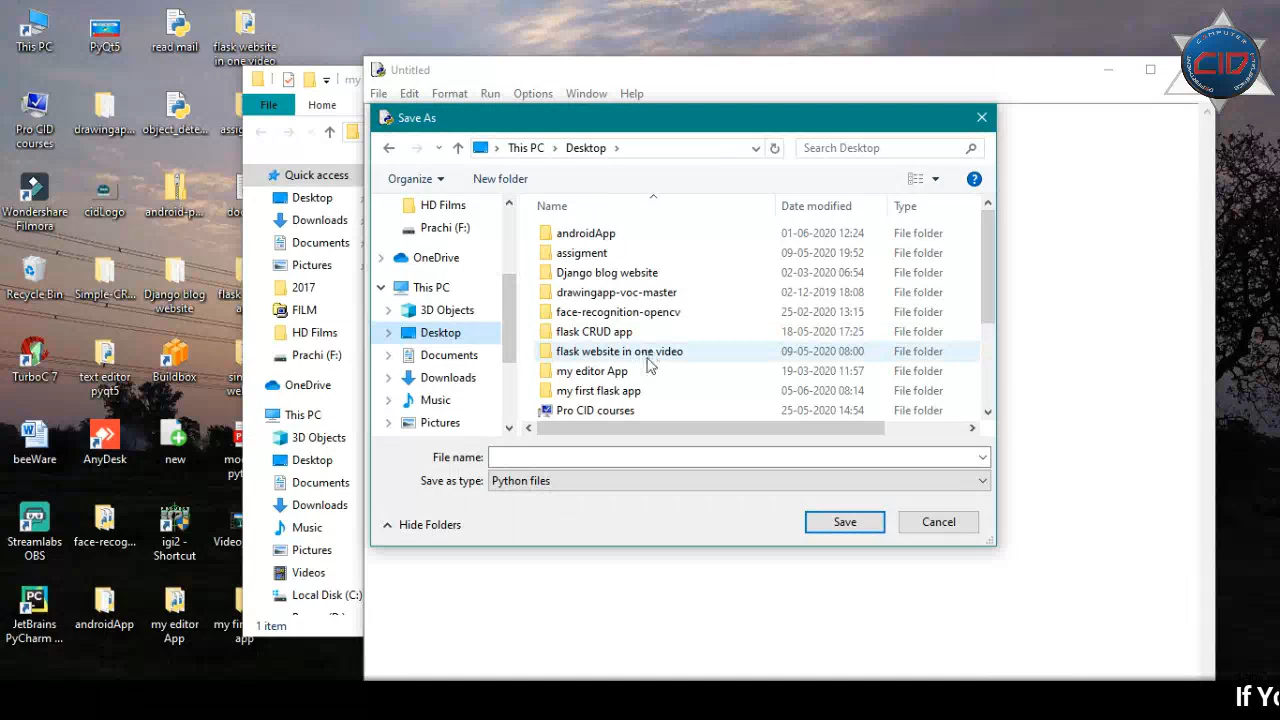 This PC
PyQt5
read mail
flask website
in one video
Pro CID
courses
drawingap...
object_dete...
Wondershare
Filmora
cidLogo
android-p...
Recycle Bin
Simple-CR...
Django blog
website
TurboC 7
text editor
pyqt5
Buildbox
beeWare
AnyDesk
new
Streamlabs
OBS
face-recog...
igi2 -
Shortcut
JetBrains
PyCharm ...
androidApp
my editor
App
my
File
Home
Quick access
Desktop
Downloads
Documents
Pictures
2017
FILM
HD Films
Prachi (F:)
OneDrive
This PC
3D Objects
Desktop
Documents
Downloads
Music
Pictures
Videos
Local Disk (C:)
1 item
Untitled
File Edit Format Run Options Window Help
Save As
This PC > Desktop >
Search Desktop
Organize
New folder
HD Films
Prachi (F:)
OneDrive
This PC
3D Objects
Desktop
Documents
Downloads
Music
Pictures
Name Date modified Type
androidApp 01-06-2020 12:24 File folder
assigment 09-05-2020 19:52 File folder
Django blog website 02-03-2020 06:54 File folder
drawingapp-voc-master 02-12-2019 18:08 File folder
face-recognition-opencv 25-02-2020 13:15 File folder
flask CRUD app 18-05-2020 17:25 File folder
flask website in one video 09-05-2020 08:00 File folder
my editor App 19-03-2020 11:57 File folder
my first flask app 05-06-2020 08:14 File folder
Pro CID courses 25-05-2020 14:54 File folder
File name:
Save as type: Python files
Hide Folders
Save
Cancel
COMPUTER
CID
If Yo